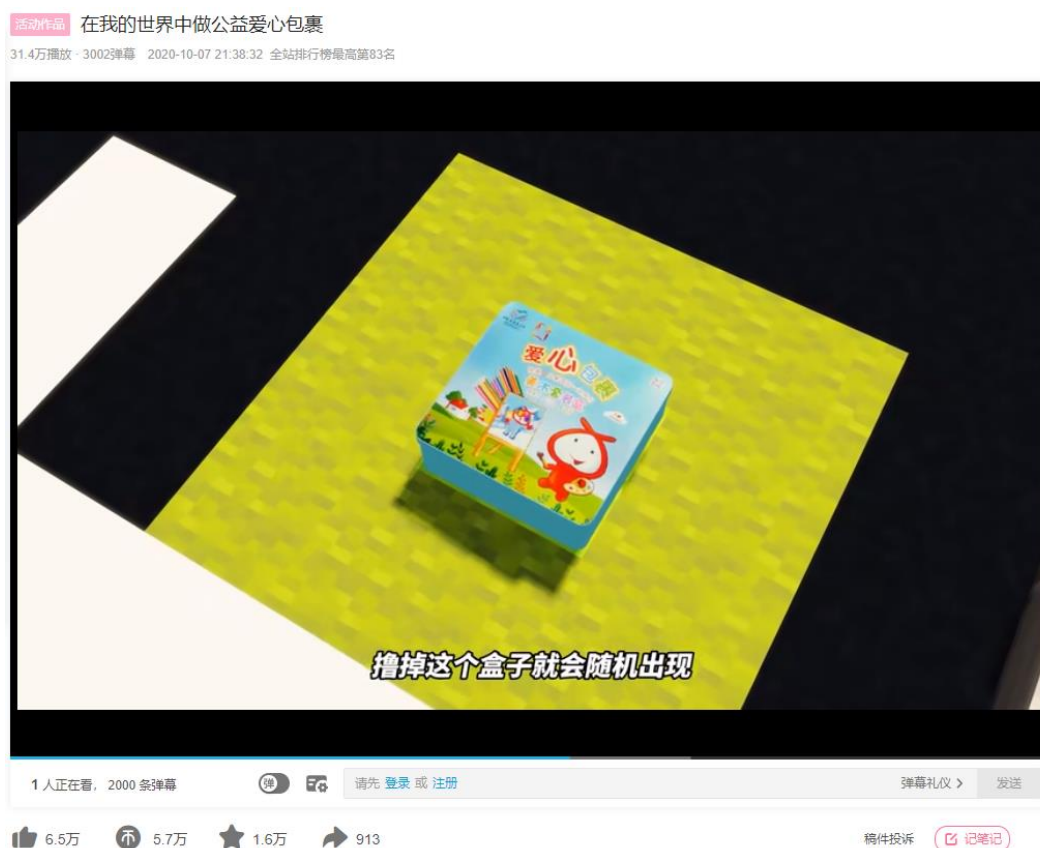 活动作品 在我的世界中做公益爱心包裹
31.4万播放 · 3002弹幕 2020-10-07 21:38:32 全站排行榜最高第83名
爱心包裹
撸掉这个盒子就会随机出现
1 人正在看， 2000 条弹幕 弹 请先 登录 或 注册 弹幕礼仪 > 发送
6.5万 币 5.7万 1.6万 913 稿件投诉 记笔记